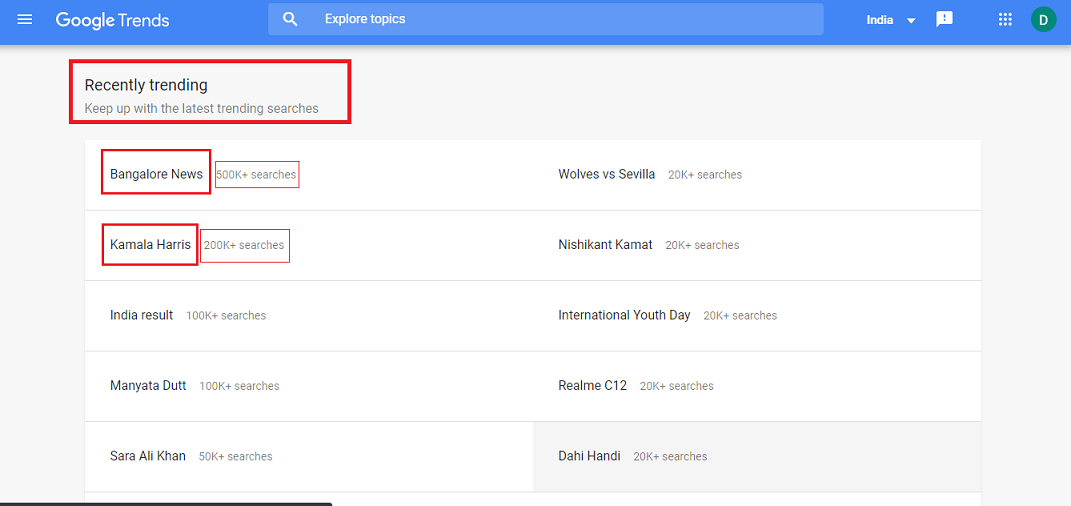 Google Trends
Explore topics
India
D
Recently trending
Keep up with the latest trending searches
Bangalore News 500K+ searches
Wolves vs Sevilla 20K+ searches
Kamala Harris 200K+ searches
Nishikant Kamat 20K+ searches
India result 100K+ searches
International Youth Day 20K+ searches
Manyata Dutt 100K+ searches
Realme C12 20K+ searches
Sara Ali Khan 50K+ searches
Dahi Handi 20K+ searches